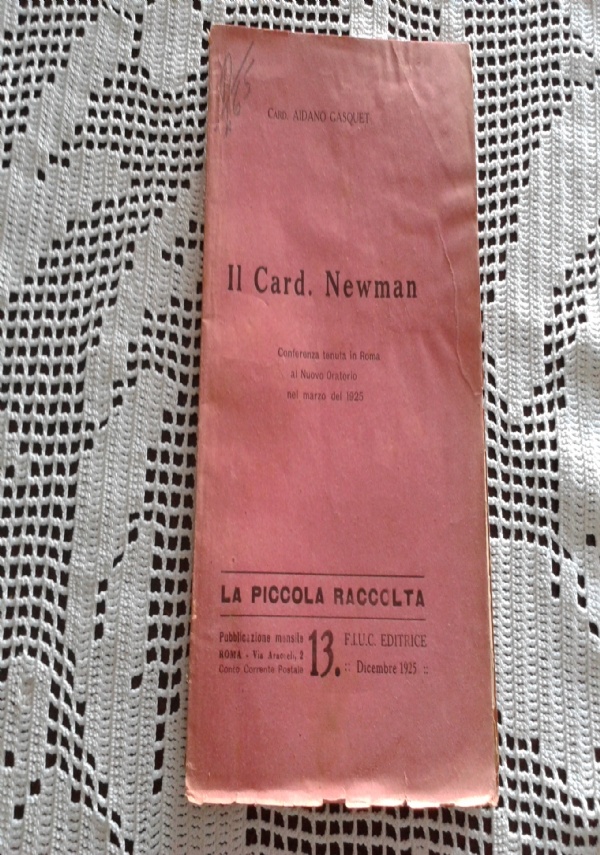 CARD. AIDANO GASQUET
Il Card. Newman
Conferenza tenuta in Roma
al Nuovo Oratorio
nel marzo del 1925
LA PICCOLA RACCOLTA
Pubblicazione mensile
ROMA - Via Aracœli, 2
Conto Corrente Postale
13.
F.I.U.C. EDITRICE
:: Dicembre 1925 ::